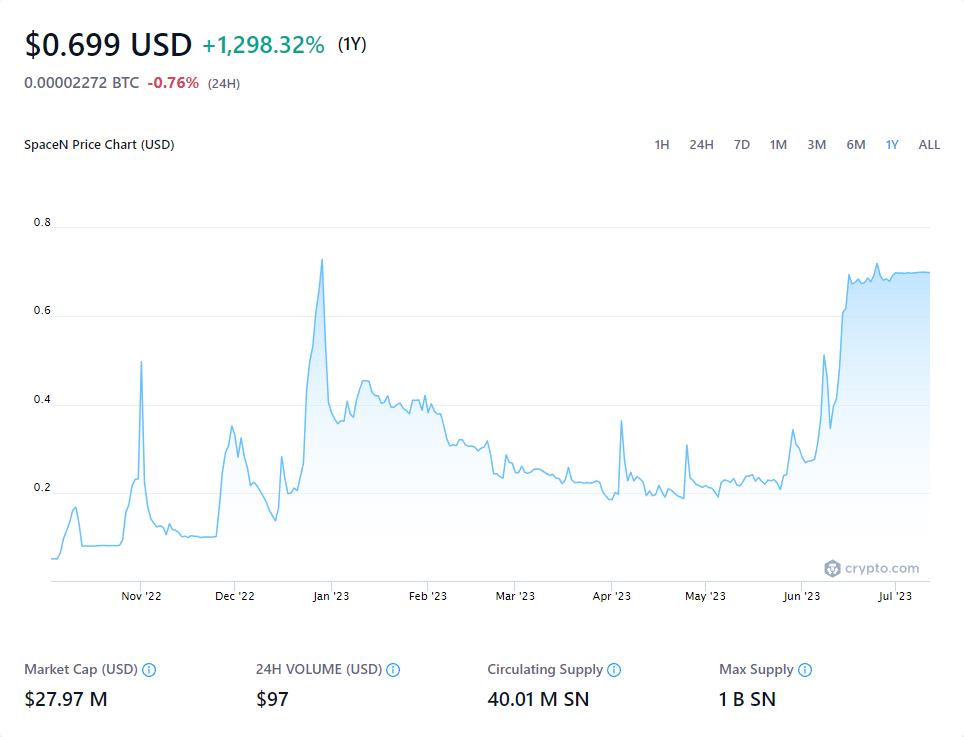 $0.699 USD +1,298.32% (1Y)
0.00002272 BTC -0.76% (24H)
SpaceN Price Chart (USD) 1H 24H 7D 1M 3M 6M 1Y ALL
0.8
0.6
0.4
0.2
crypto.com
Nov '22 Dec '22 Jan '23 Feb '23 Mar '23 Apr '23 May '23 Jun '23 Jul '23
Market Cap (USD) 24H VOLUME (USD) Circulating Supply Max Supply
$27.97 M $97 40.01 M SN 1 B SN